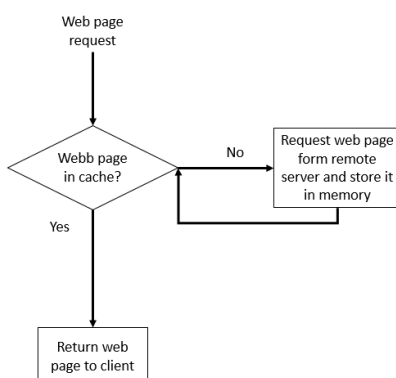 Web page
request
Webb page
in cache?
No
Request web page
form remote
server and store it
in memory
Yes
Return web
page to client